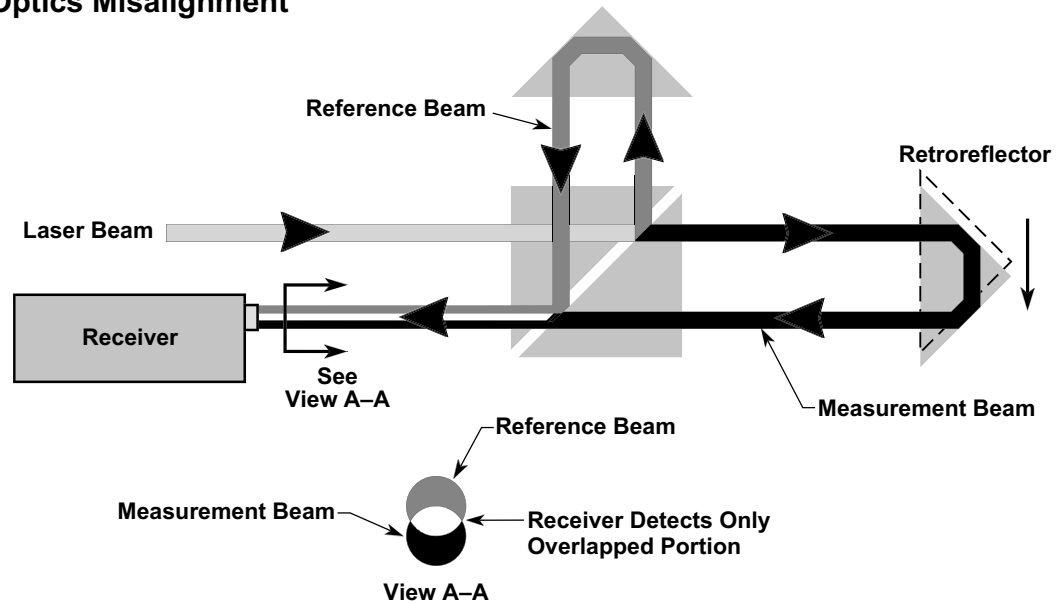 Optics Misalignment
Reference Beam
Retroreflector
Laser Beam
Receiver
See
View A–A
Measurement Beam
Reference Beam
Measurement Beam
Receiver Detects Only
Overlapped Portion
View A–A